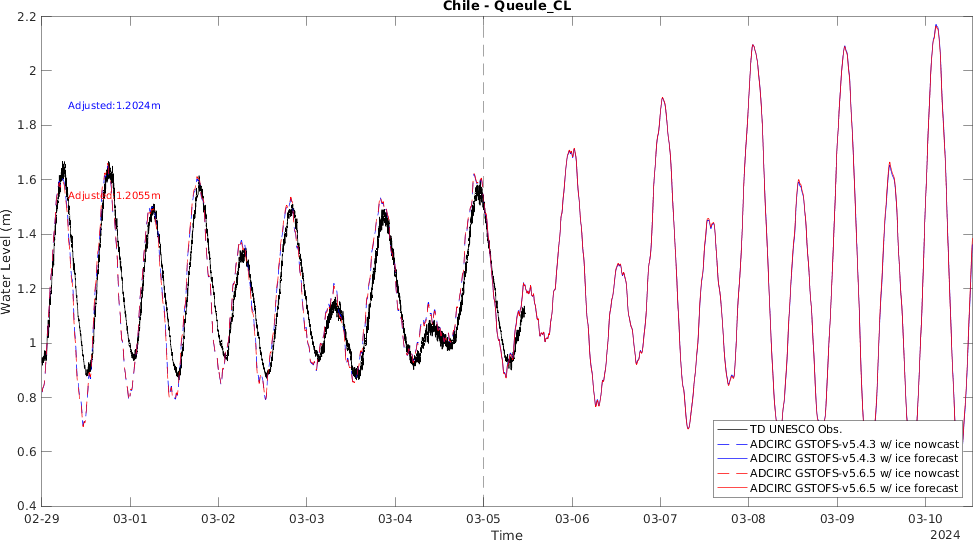 Chile - Queule_CL
2.2
2
1.8
1.6
1.4
1.2
1
0.8
0.6
0.4
Water Level (m)
Adjusted:1.2024m
Adjusted:1.2055m
TD UNESCO Obs.
ADCIRC GSTOFS-v5.4.3 w/ ice nowcast
ADCIRC GSTOFS-v5.4.3 w/ ice forecast
ADCIRC GSTOFS-v5.6.5 w/ ice nowcast
ADCIRC GSTOFS-v5.6.5 w/ ice forecast
02-29 03-01 03-02 03-03 03-04 03-05 03-06 03-07 03-08 03-09 03-10
Time
2024